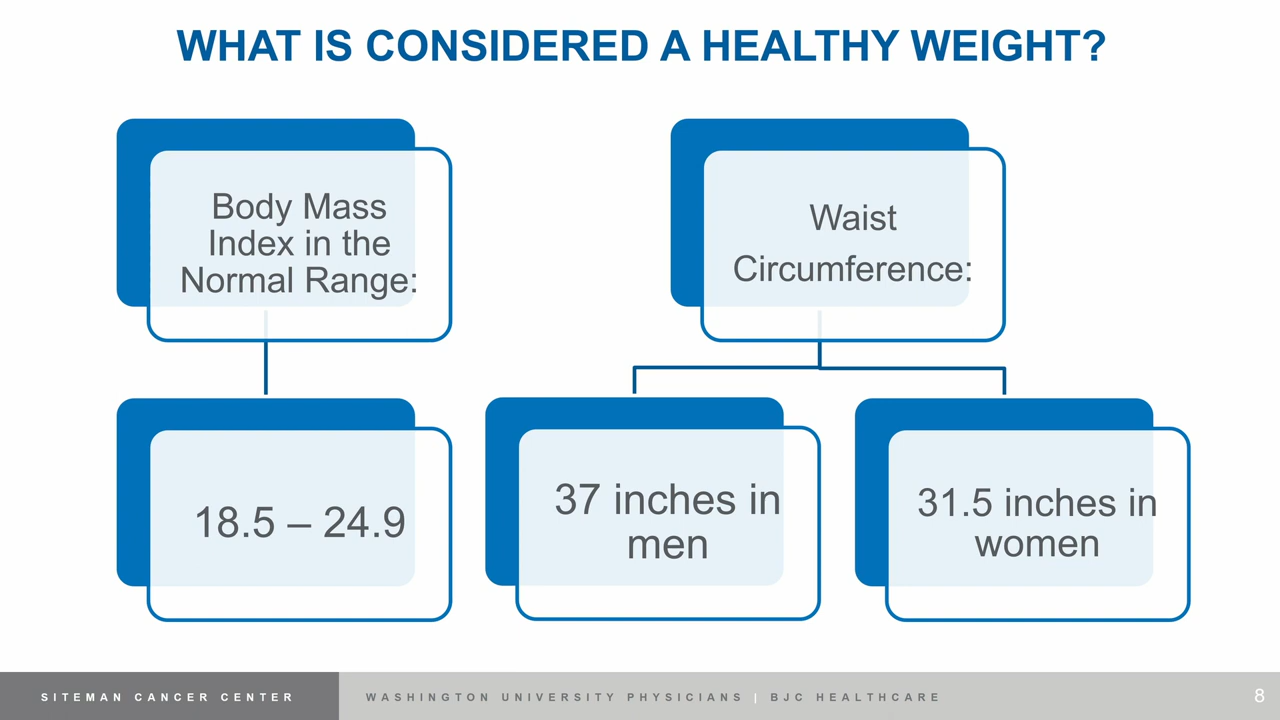 WHAT IS CONSIDERED A HEALTHY WEIGHT?
Body Mass
Index in the
Normal Range:
18.5 – 24.9
Waist
Circumference:
37 inches in
men
31.5 inches in
women
SITEMAN CANCER CENTER
WASHINGTON UNIVERSITY PHYSICIANS | BJC HEALTHCARE
8